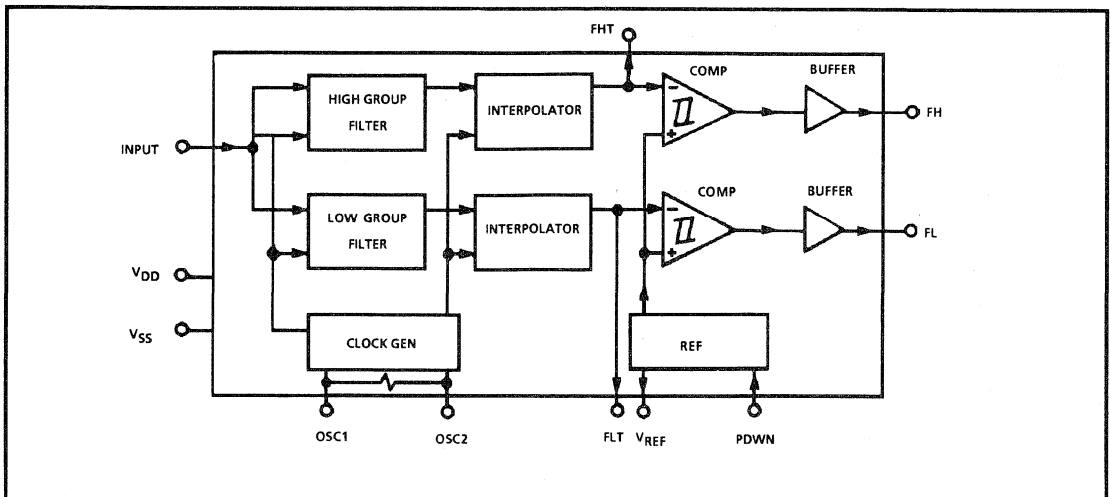 FHT
COMP
BUFFER
HIGH GROUP
FILTER
INTERPOLATOR
FH
INPUT
COMP
BUFFER
LOW GROUP
FILTER
INTERPOLATOR
FL
VDD
VSS
CLOCK GEN
REF
OSC1
OSC2
FLT
VREF
PDWN